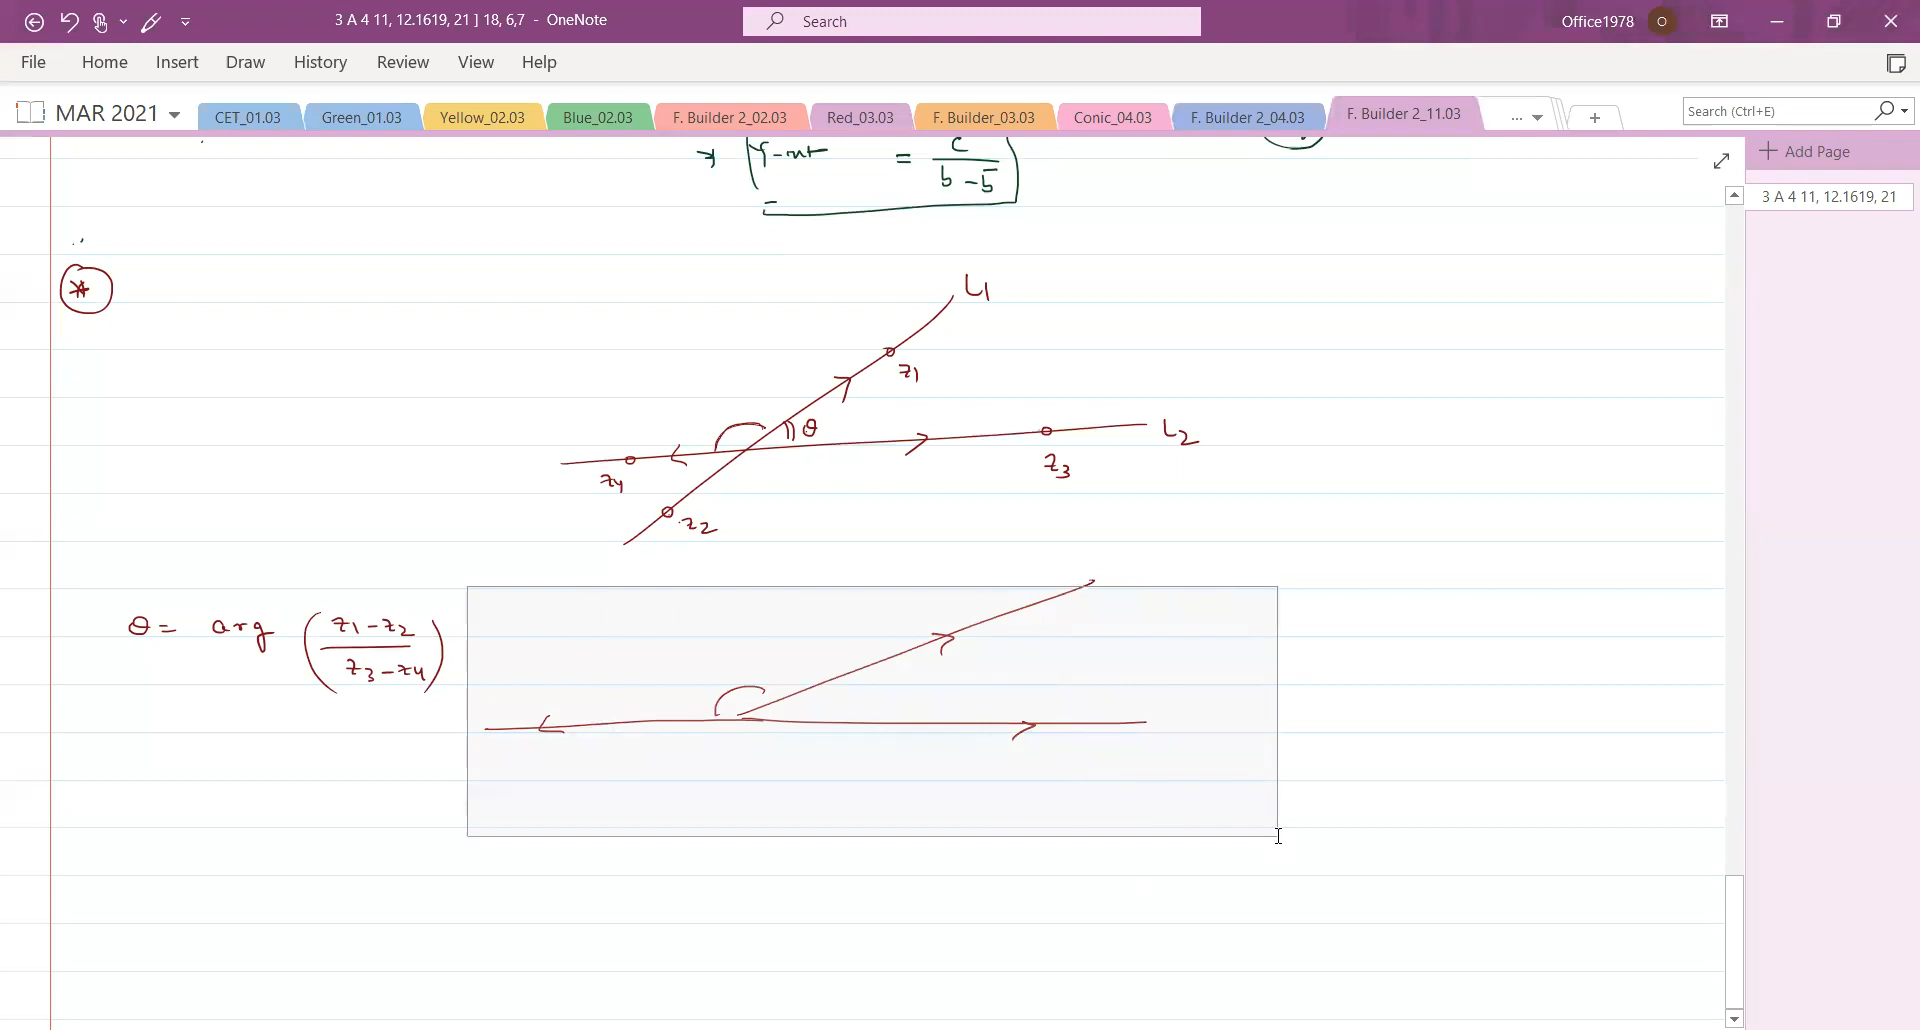 3 A 4 11, 12.1619, 21 ] 18, 6,7 - OneNote
Search
Office1978
O
File Home Insert Draw History Review View Help
MAR 2021
CET_01.03 Green_01.03 Yellow_02.03 Blue_02.03 F. Builder 2_02.03 Red_03.03 F. Builder_03.03 Conic_04.03 F. Builder 2_04.03 F. Builder 2_11.03 ... +
Search (Ctrl+E)
Add Page
3 A 4 11, 12.1619, 21
Y-int = c / b - b̄
*
L1
z1
θ
L2
z3
z4
z2
θ = arg ( z1 - z2 / z3 - z4 )